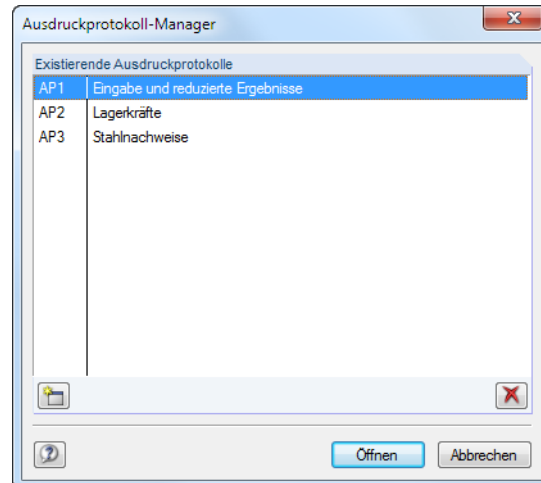 Ausdruckprotokoll-Manager
Existierende Ausdruckprotokolle
AP1 Eingabe und reduzierte Ergebnisse
AP2 Lagerkräfte
AP3 Stahlnachweise
Öffnen Abbrechen